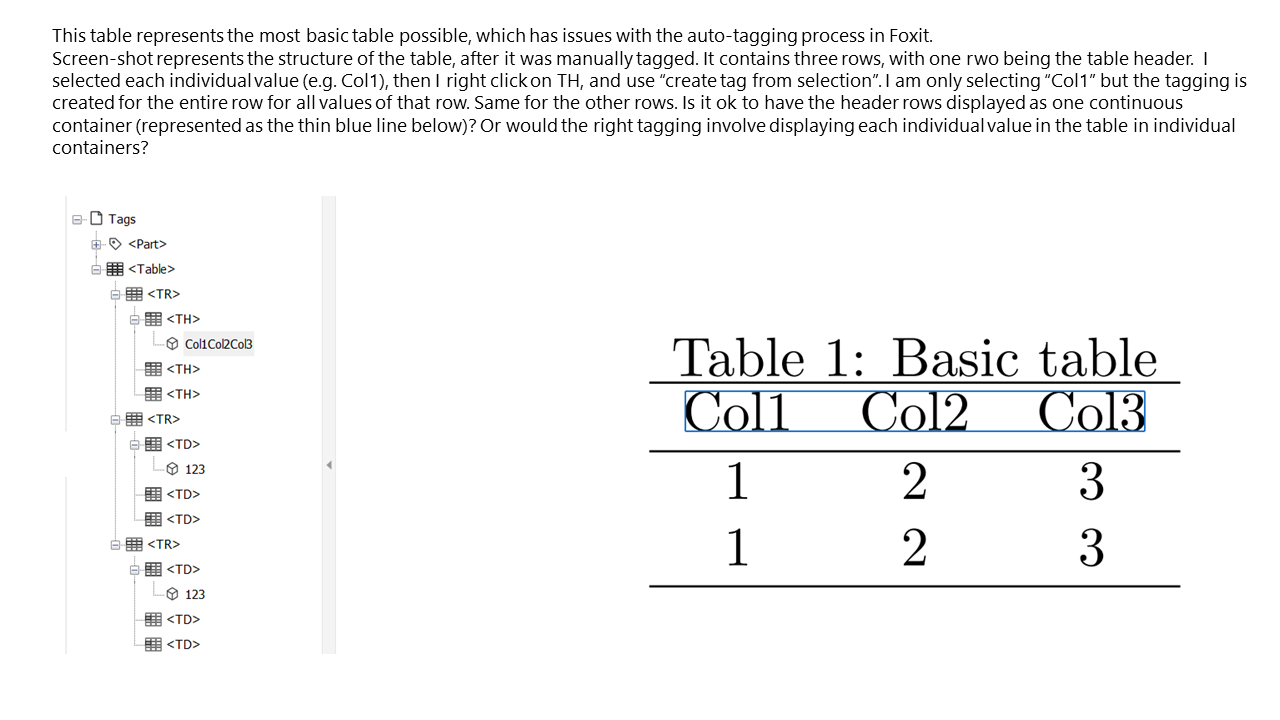 This table represents the most basic table possible, which has issues with the auto-tagging process in Foxit.
Screen-shot represents the structure of the table, after it was manually tagged. It contains three rows, with one rwo being the table header. I
selected each individual value (e.g. Col1), then I right click on TH, and use “create tag from selection”. I am only selecting “Col1” but the tagging is
created for the entire row for all values of that row. Same for the other rows. Is it ok to have the header rows displayed as one continuous
container (represented as the thin blue line below)? Or would the right tagging involve displaying each individual value in the table in individual
containers?
Tags
<Part>
<Table>
<TR>
<TH>
Col1Col2Col3
<TH>
<TH>
<TR>
<TD>
123
<TD>
<TD>
<TR>
<TD>
123
<TD>
<TD>
Table 1: Basic table
Col1 Col2 Col3
1 2 3
1 2 3